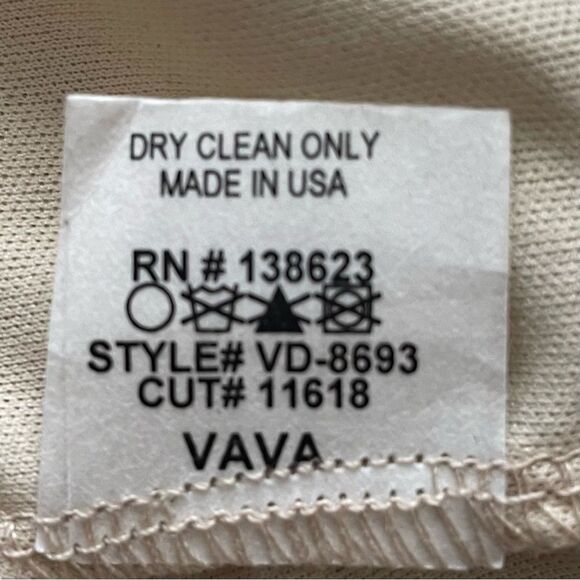 DRY CLEAN ONLY
MADE IN USA
RN # 138623
STYLE# VD-8693
CUT# 11618
VAVA